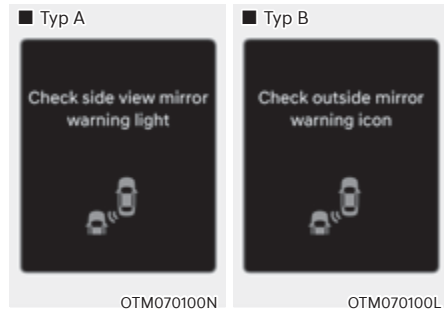 ■ Typ A
Check side view mirror
warning light
OTM070100N
■ Typ B
Check outside mirror
warning icon
OTM070100L